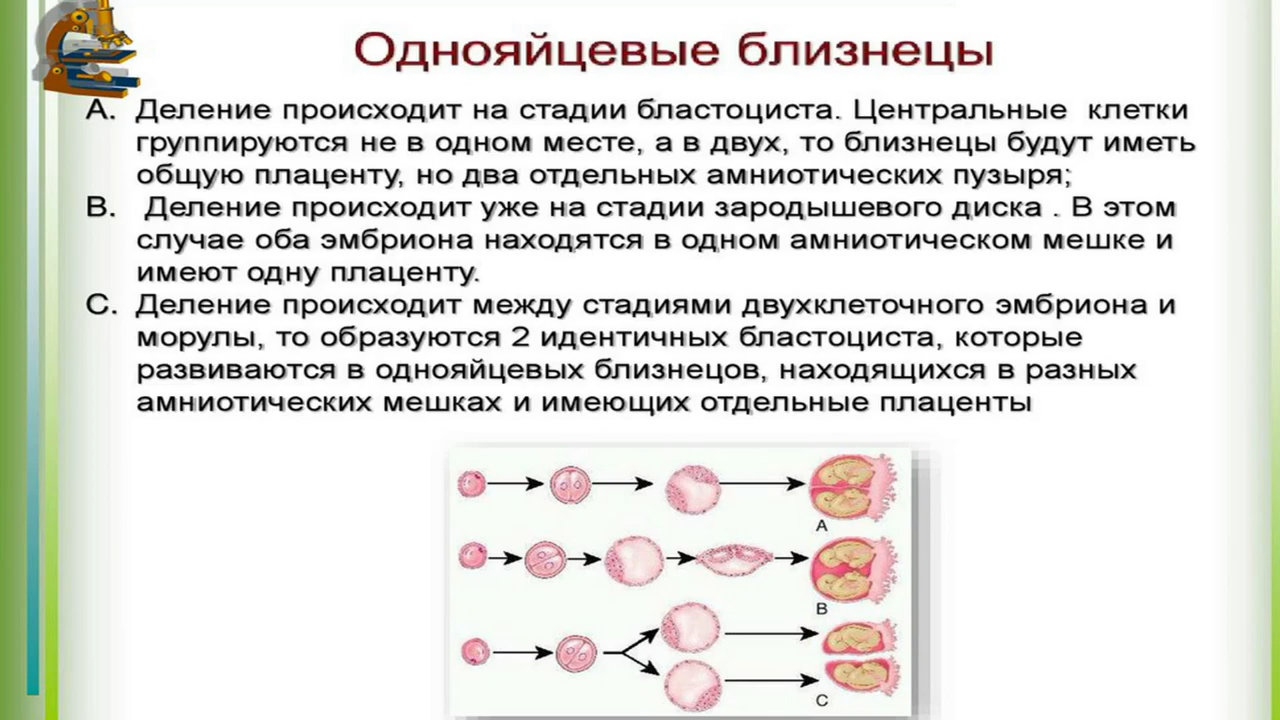 Однояйцевые близнецы
A. Деление происходит на стадии бластоциста. Центральные клетки
группируются не в одном месте, а в двух, то близнецы будут иметь
общую плаценту, но два отдельных амниотических пузыря;
B. Деление происходит уже на стадии зародышевого диска . В этом
случае оба эмбриона находятся в одном амниотическом мешке и
имеют одну плаценту.
C. Деление происходит между стадиями двухклеточного эмбриона и
морулы, то образуются 2 идентичных бластоциста, которые
развиваются в однояйцевых близнецов, находящихся в разных
амниотических мешках и имеющих отдельные плаценты
A
B
C